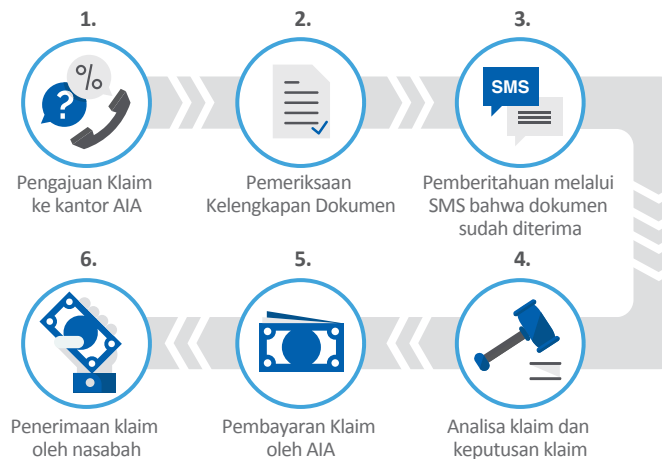 1.
2.
3.
?
%
SMS
Pengajuan Klaim
ke kantor AIA
Pemeriksaan
Kelengkapan Dokumen
Pemberitahuan melalui
SMS bahwa dokumen
sudah diterima
6.
5.
4.
Penerimaan klaim
oleh nasabah
Pembayaran Klaim
oleh AIA
Analisa klaim dan
keputusan klaim